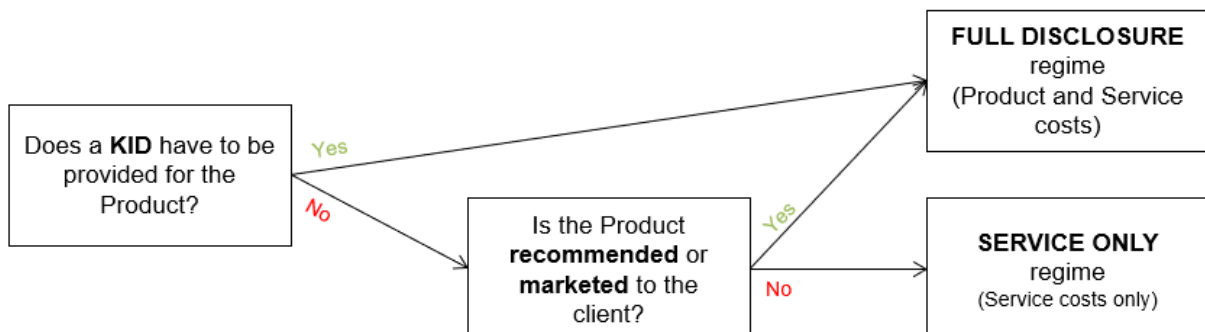 Does a KID have to be
provided for the
Product?
Yes
No
Is the Product
recommended or
marketed to the
client?
Yes
No
FULL DISCLOSURE
regime
(Product and Service
costs)
SERVICE ONLY
regime
(Service costs only)